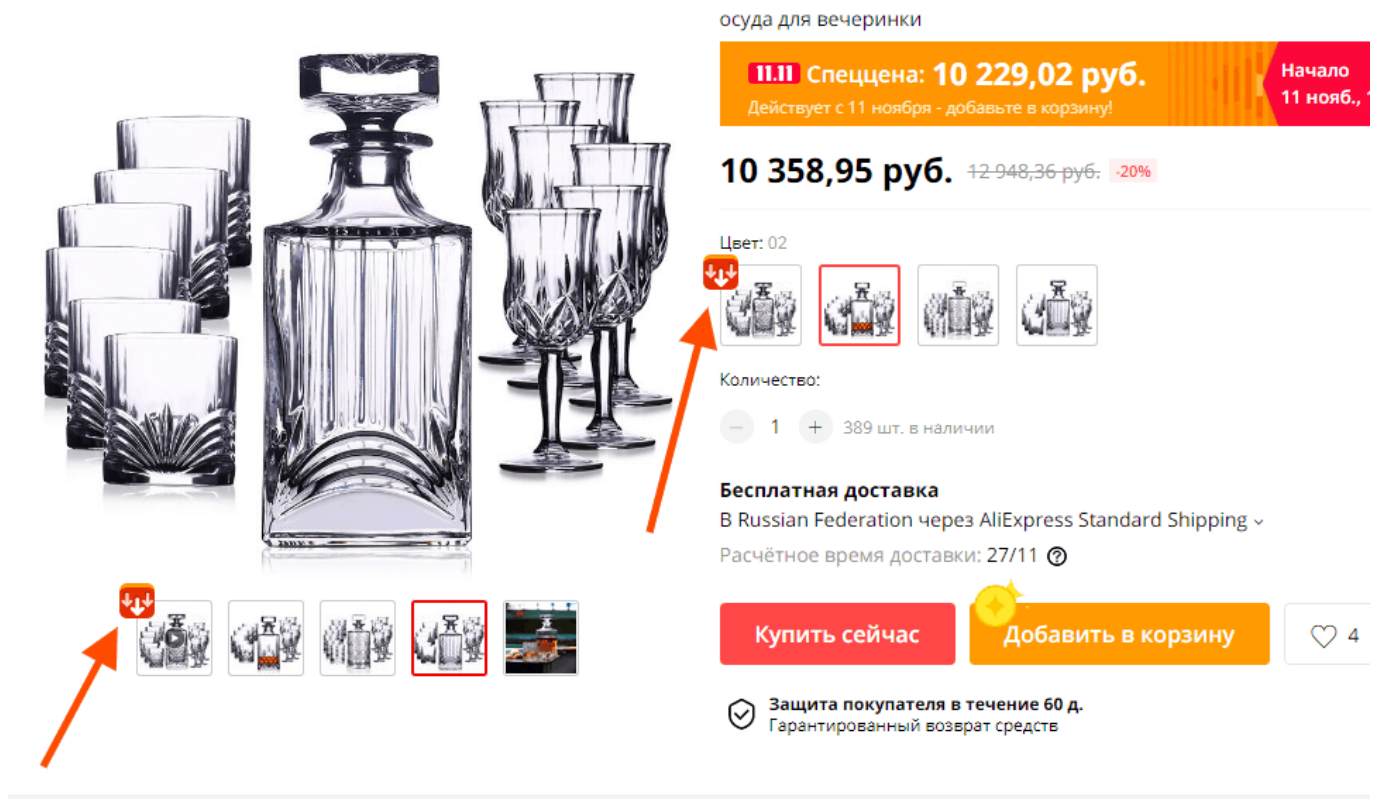 осуда для вечеринки
11.11 Спеццена: 10 229,02 руб.
Действует с 11 ноября - добавьте в корзину!
Начало
11 нояб.,
10 358,95 руб. 12 948,36 руб. -20%
Цвет: 02
Количество:
1 389 шт. в наличии
Бесплатная доставка
В Russian Federation через AliExpress Standard Shipping
Расчётное время доставки: 27/11
Купить сейчас
Добавить в корзину
4
Защита покупателя в течение 60 д.
Гарантированный возврат средств